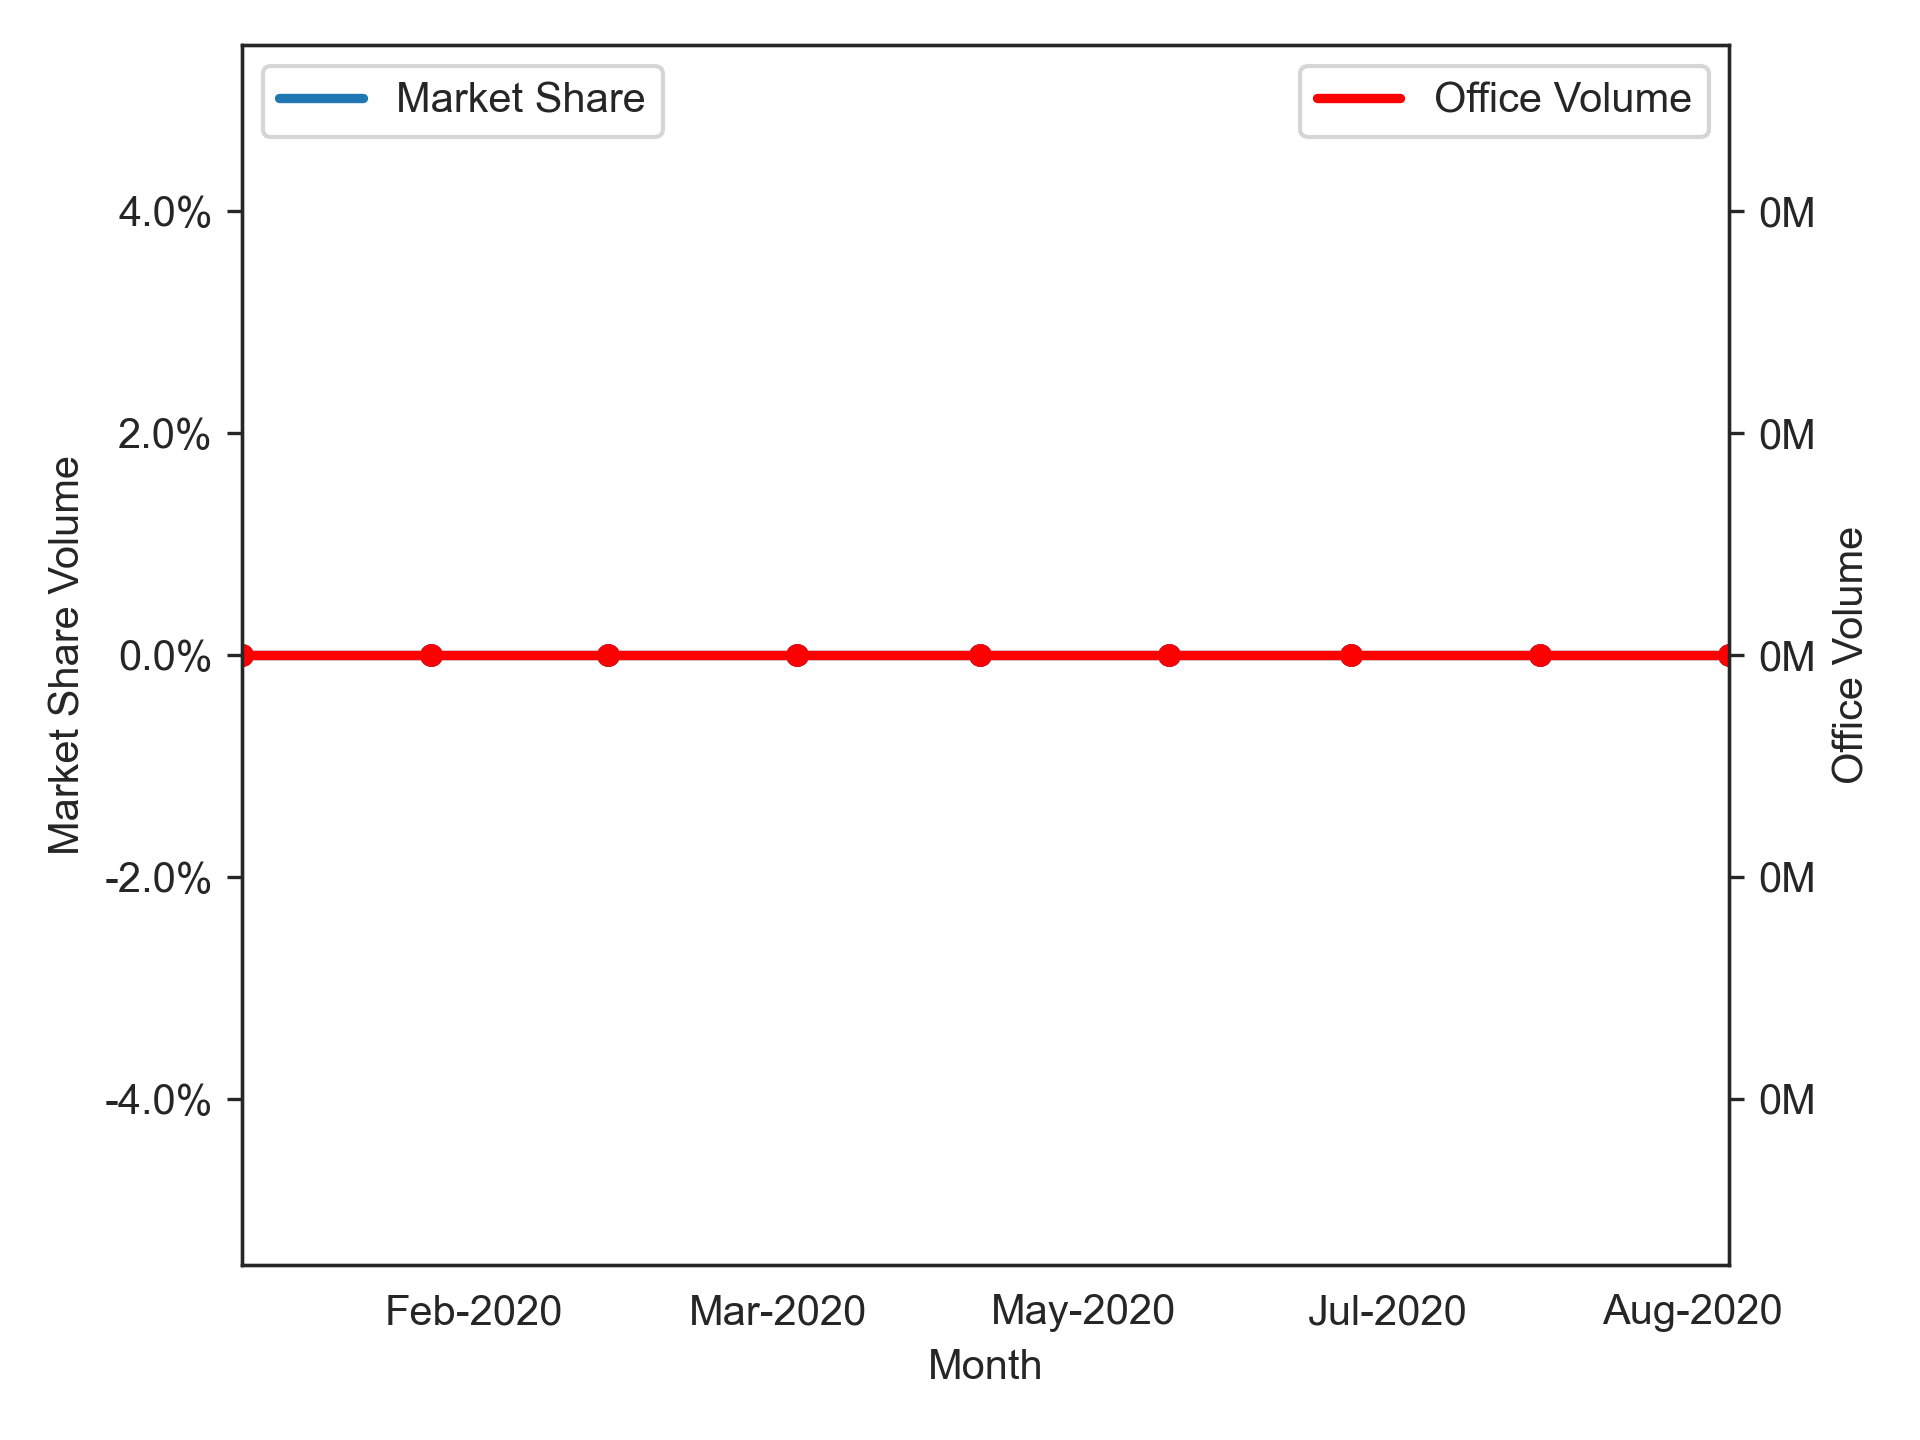 Market Share
Office Volume
4.0%
2.0%
0.0%
-2.0%
-4.0%
Market Share Volume
0M
0M
0M
0M
0M
Office Volume
Feb-2020
Mar-2020
May-2020
Jul-2020
Aug-2020
Month